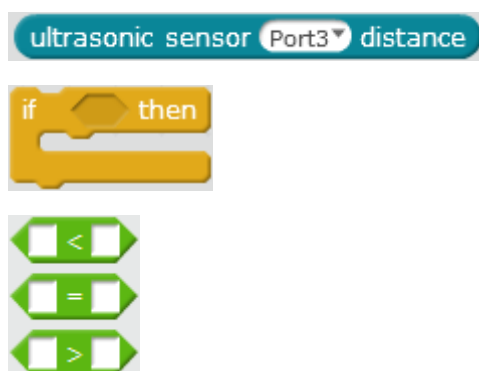 ultrasonic sensor Port3 distance
if then
<
=
>